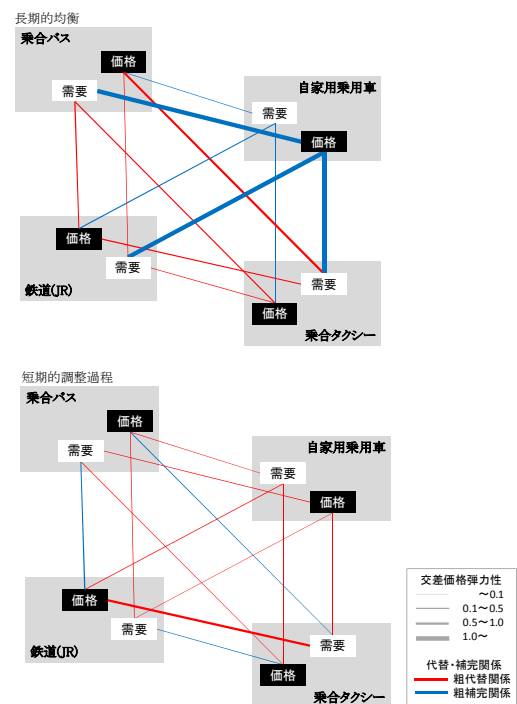 長期的均衡
乗合バス
価格
需要
自家用乗用車
需要
価格
価格
需要
鉄道(JR)
需要
価格
乗合タクシー
短期的調整過程
乗合バス
価格
需要
自家用乗用車
需要
価格
価格
需要
鉄道(JR)
需要
価格
乗合タクシー
交差価格弾力性
～0.1
0.1～0.5
0.5～1.0
1.0～
代替・補完関係
粗代替関係
粗補完関係